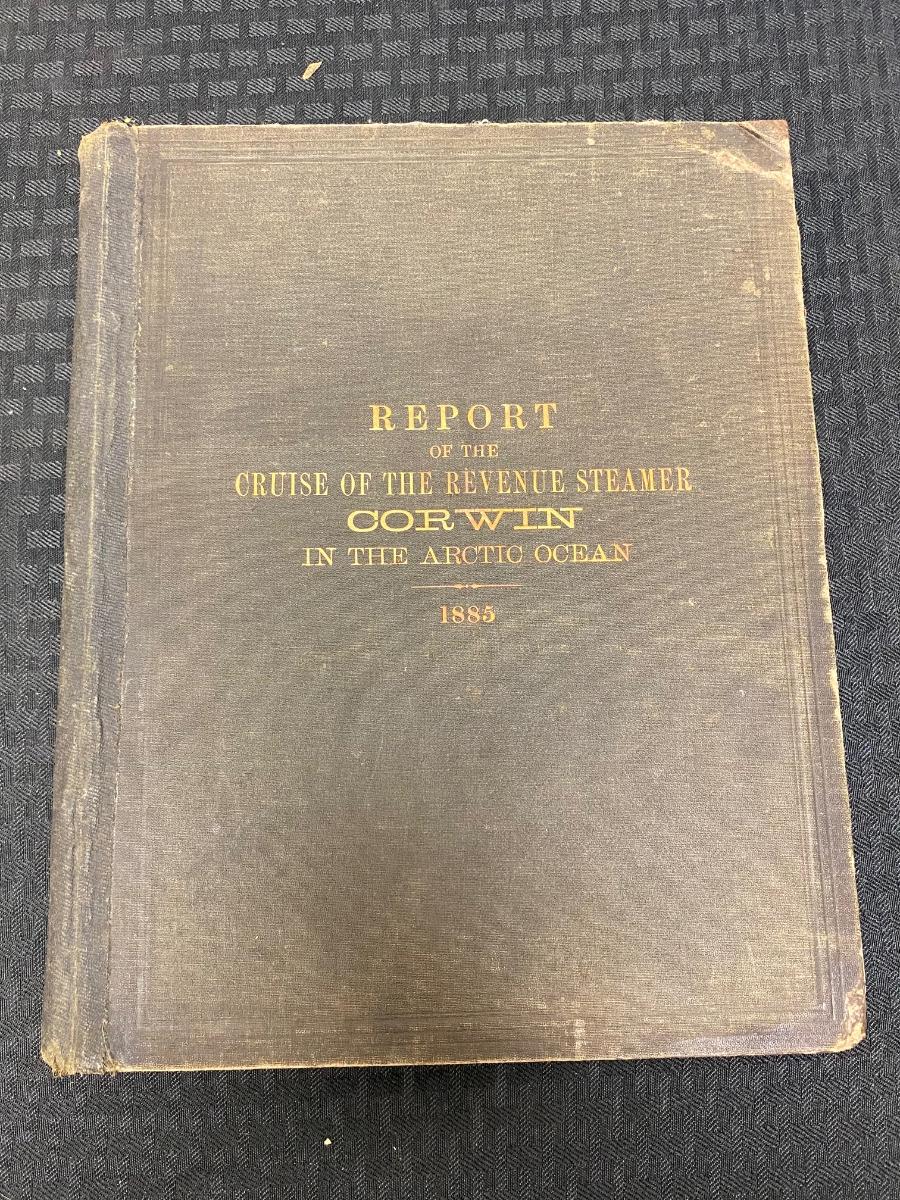 REPORT
OF THE
CRUISE OF THE REVENUE STEAMER
CORWIN
IN THE ARCTIC OCEAN
1885